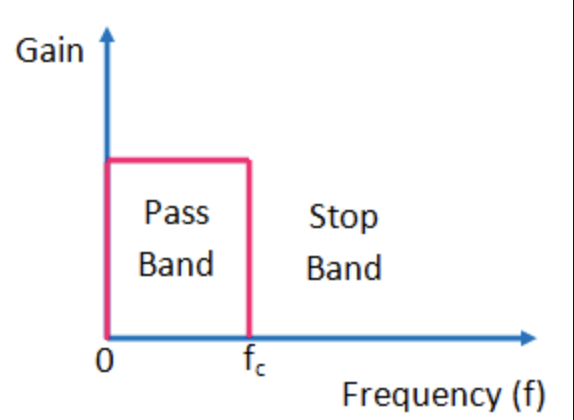 Gain
Pass
Band
Stop
Band
0
fc
Frequency (f)